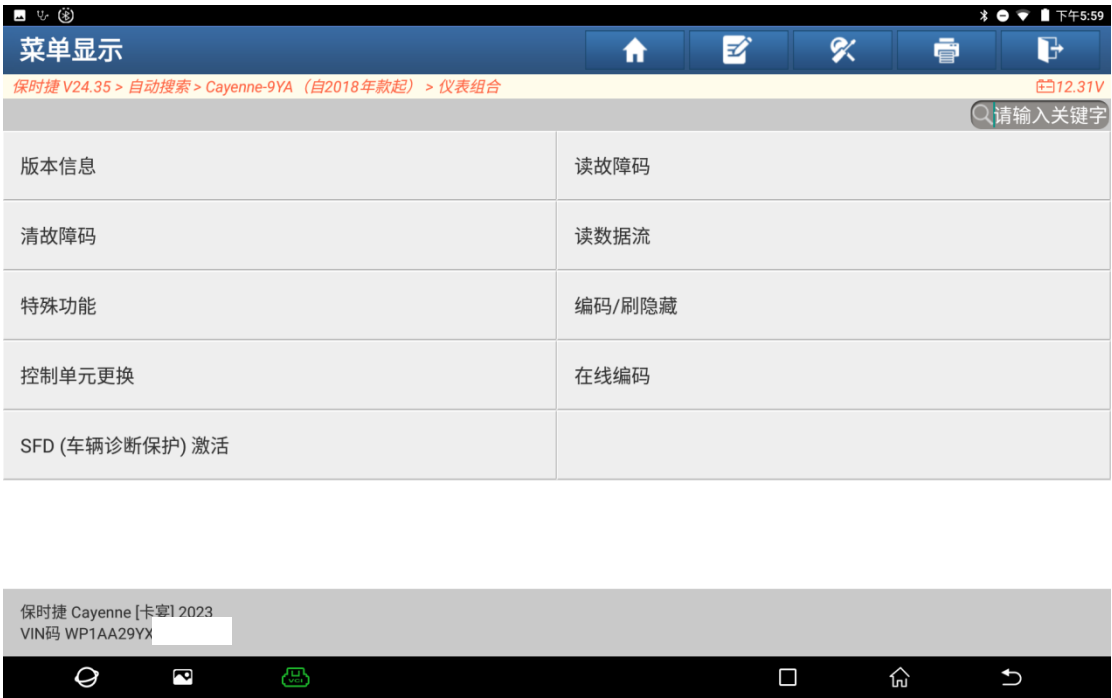 下午5:59
菜单显示
保时捷 V24.35 > 自动搜索 > Cayenne-9YA（自2018年款起） > 仪表组合
12.31V
请输入关键字
版本信息
读故障码
清故障码
读数据流
特殊功能
编码/刷隐藏
控制单元更换
在线编码
SFD (车辆诊断保护) 激活
保时捷 Cayenne [卡宴] 2023
VIN码 WP1AA29YX
VCI